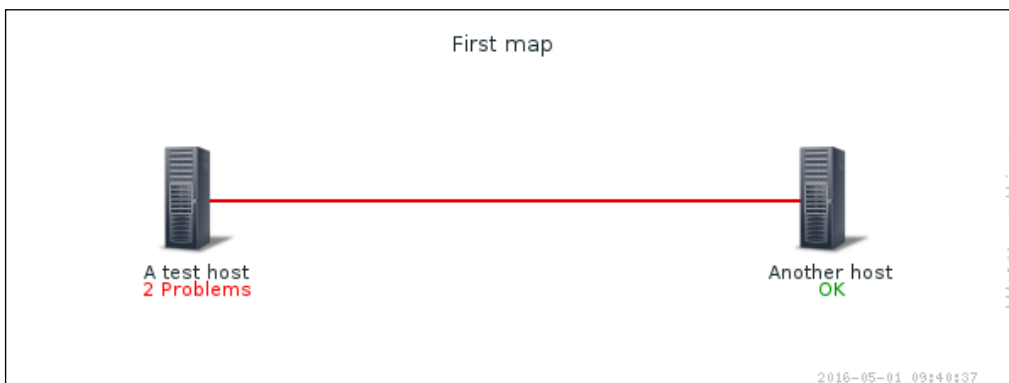 First map
A test host
2 Problems
Another host
OK
2016-05-01 09:40:37